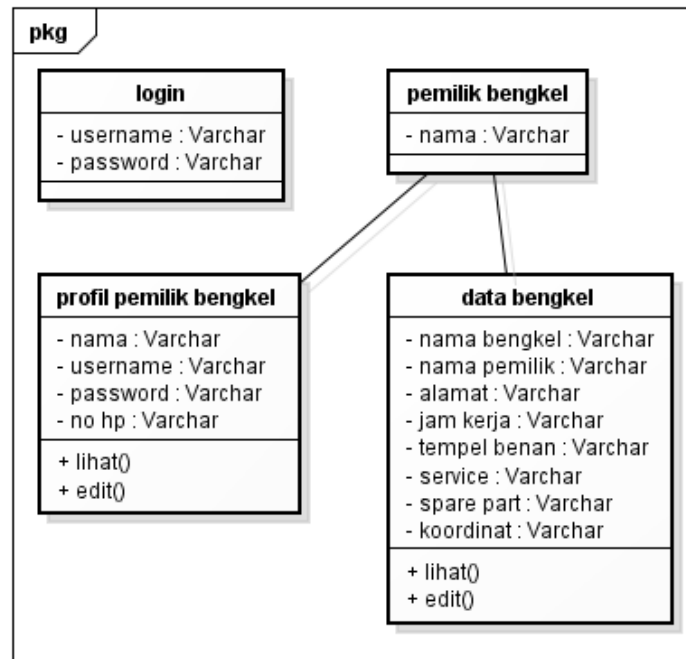 pkg
login
- username : Varchar
- password : Varchar
pemilik bengkel
- nama : Varchar
profil pemilik bengkel
- nama : Varchar
- username : Varchar
- password : Varchar
- no hp : Varchar
+ lihat()
+ edit()
data bengkel
- nama bengkel : Varchar
- nama pemilik : Varchar
- alamat : Varchar
- jam kerja : Varchar
- tempel benan : Varchar
- service : Varchar
- spare part : Varchar
- koordinat : Varchar
+ lihat()
+ edit()